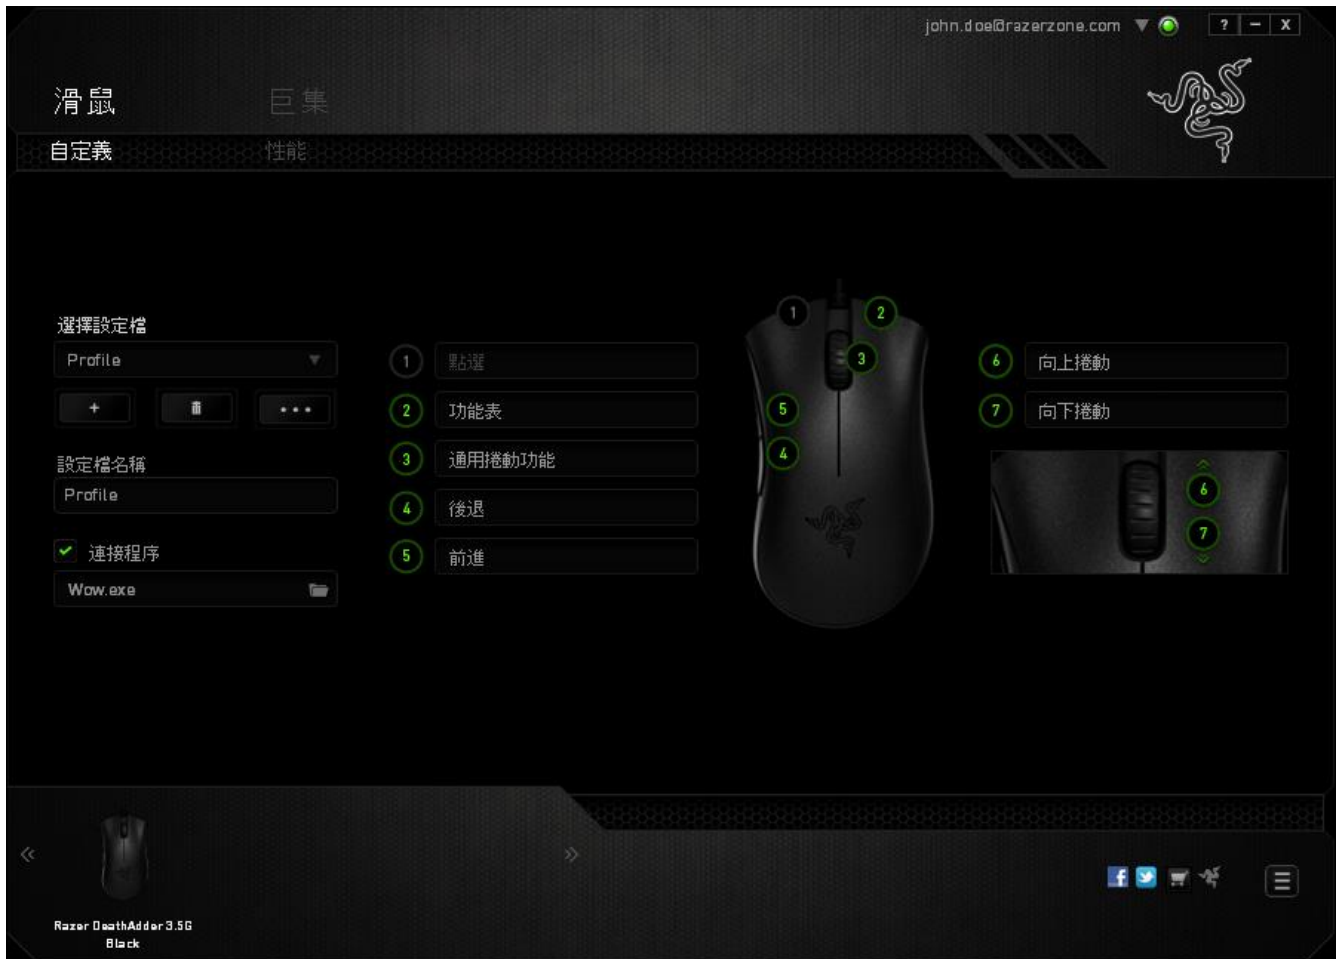 john.doe@razerzone.com
? – X
滑鼠 巨集
自定義 性能
選擇設定檔
Profile
+
設定檔名稱
Profile
連接程序
Wow.exe
1 點選
2 功能表
3 通用捲動功能
4 後退
5 前進
1
2
3
5
4
6 向上捲動
7 向下捲動
6
7
Razer DeathAdder 3.5G
Black